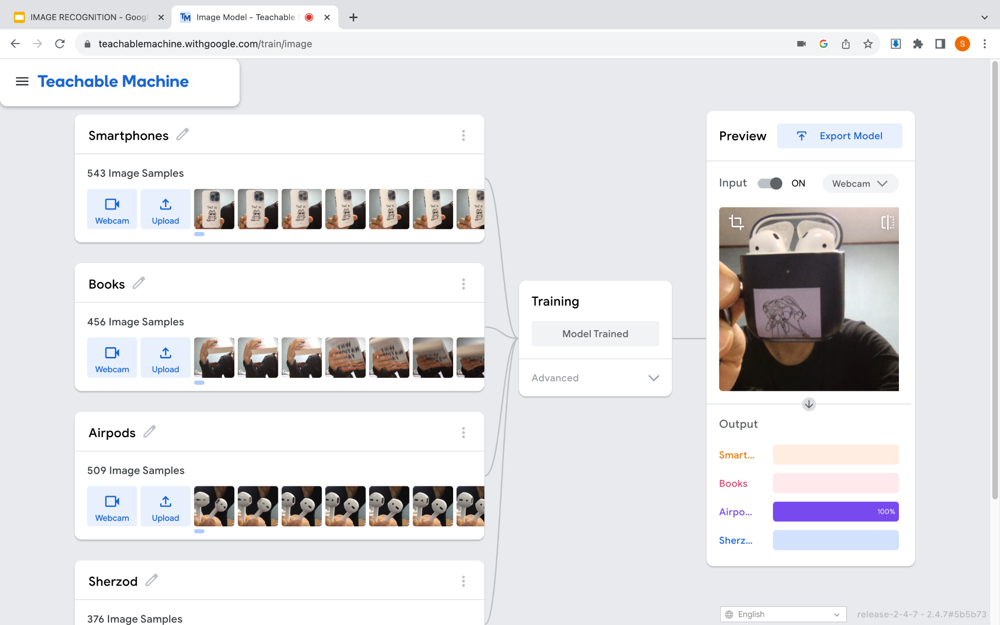 IMAGE RECOGNITION - Googl
Image Model - Teachable
teachablemachine.withgoogle.com/train/image
S
Teachable Machine
Smartphones
543 Image Samples
Webcam
Upload
Books
456 Image Samples
Webcam
Upload
Airpods
509 Image Samples
Webcam
Upload
Sherzod
376 Image Samples
Training
Model Trained
Advanced
Preview
Export Model
Input
ON
Webcam
Output
Smart...
Books
Airpo...
100%
Sherz...
English
release-2-4-7 - 2.4.7#5b5b73